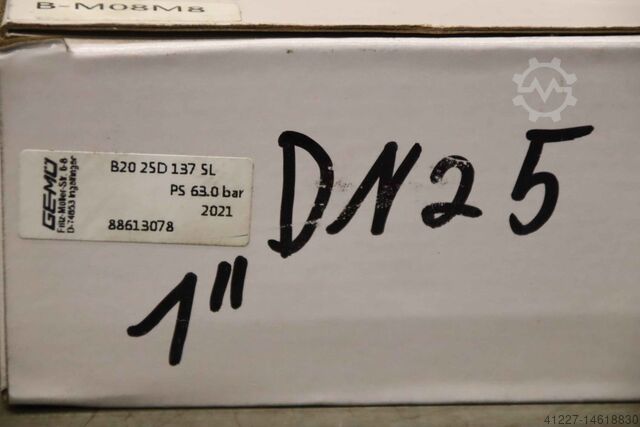 B-M08M8
GEMÜ
Fritz-Müller-Str. 6-8
D-74653 Ingelfingen
B20 25D 137 5L
PS 63.0 bar
2021
88613078
DN25
1"
41227-14618830